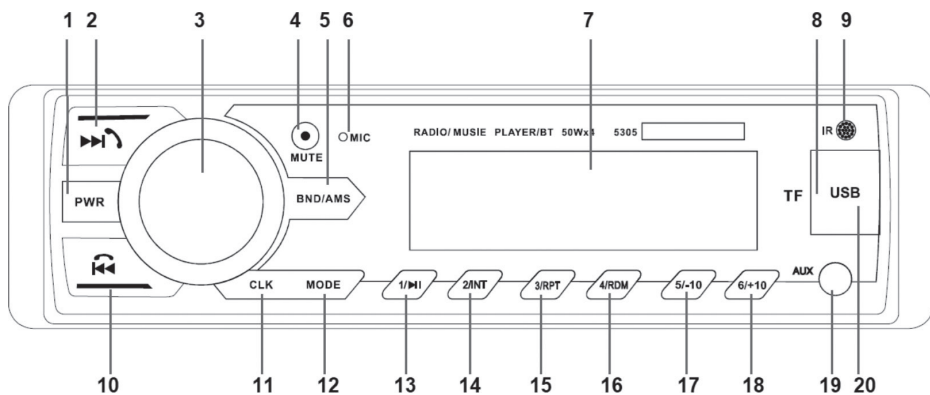 1 2 3 4 5 6 7 8 9
RADIO/ MUSIE PLAYER/BT 50Wx4 5305
MIC
IR
MUTE
PWR
BND/AMS
TF
USB
CLK
MODE
1/⏯
2/INT
3/RPT
4/RDM
5/-10
6/+10
AUX
10 11 12 13 14 15 16 17 18 19 20